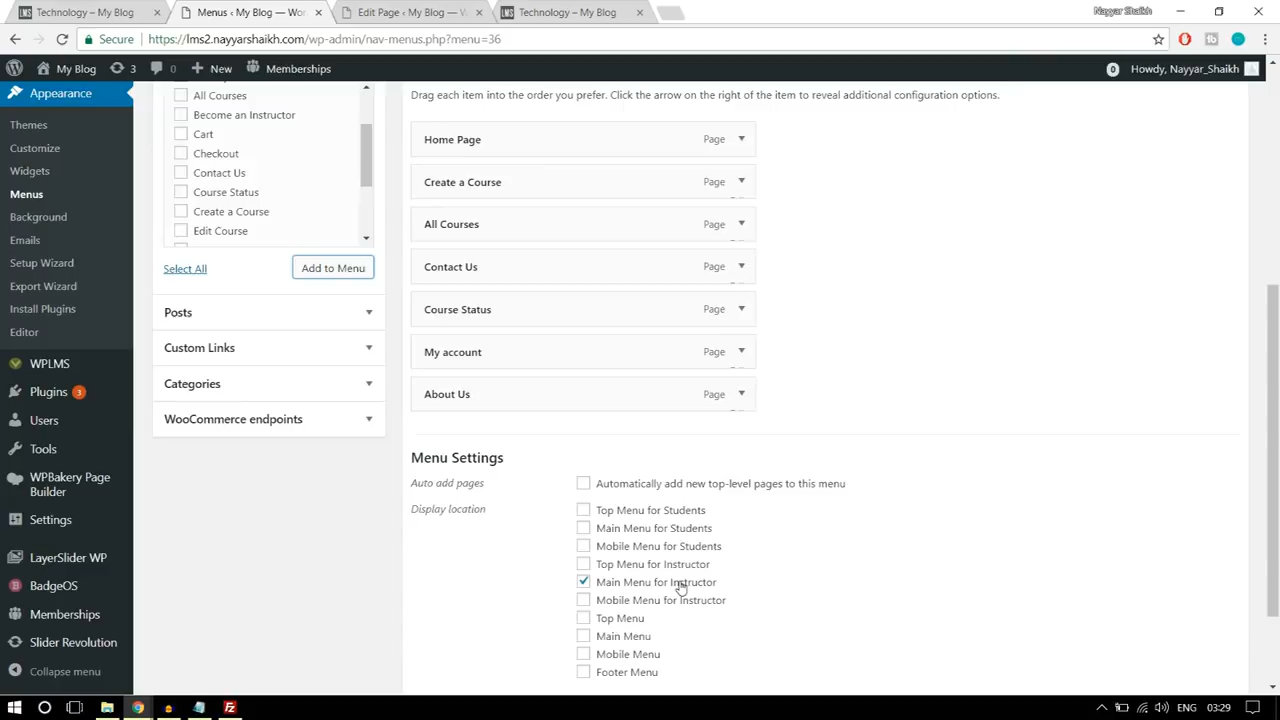 Technology – My Blog
Menus ‹ My Blog — Wor
Edit Page ‹ My Blog — W
Technology – My Blog
Nayyar Shaikh
Secure
https://lms2.nayyarshaikh.com/wp-admin/nav-menus.php?menu=36
My Blog
3
0
New
Memberships
0
Howdy, Nayyar_Shaikh
Appearance
Themes
Customize
Widgets
Menus
Background
Emails
Setup Wizard
Export Wizard
Install Plugins
Editor
WPLMS
Plugins 3
Users
Tools
WPBakery Page
Builder
Settings
LayerSlider WP
BadgeOS
Memberships
Slider Revolution
Collapse menu
All Courses
Become an Instructor
Cart
Checkout
Contact Us
Course Status
Create a Course
Edit Course
Select All
Add to Menu
Posts
Custom Links
Categories
WooCommerce endpoints
Drag each item into the order you prefer. Click the arrow on the right of the item to reveal additional configuration options.
Home Page Page
Create a Course Page
All Courses Page
Contact Us Page
Course Status Page
My account Page
About Us Page
Menu Settings
Auto add pages
Automatically add new top-level pages to this menu
Display location
Top Menu for Students
Main Menu for Students
Mobile Menu for Students
Top Menu for Instructor
Main Menu for Instructor
Mobile Menu for Instructor
Top Menu
Main Menu
Mobile Menu
Footer Menu
ENG
03:29